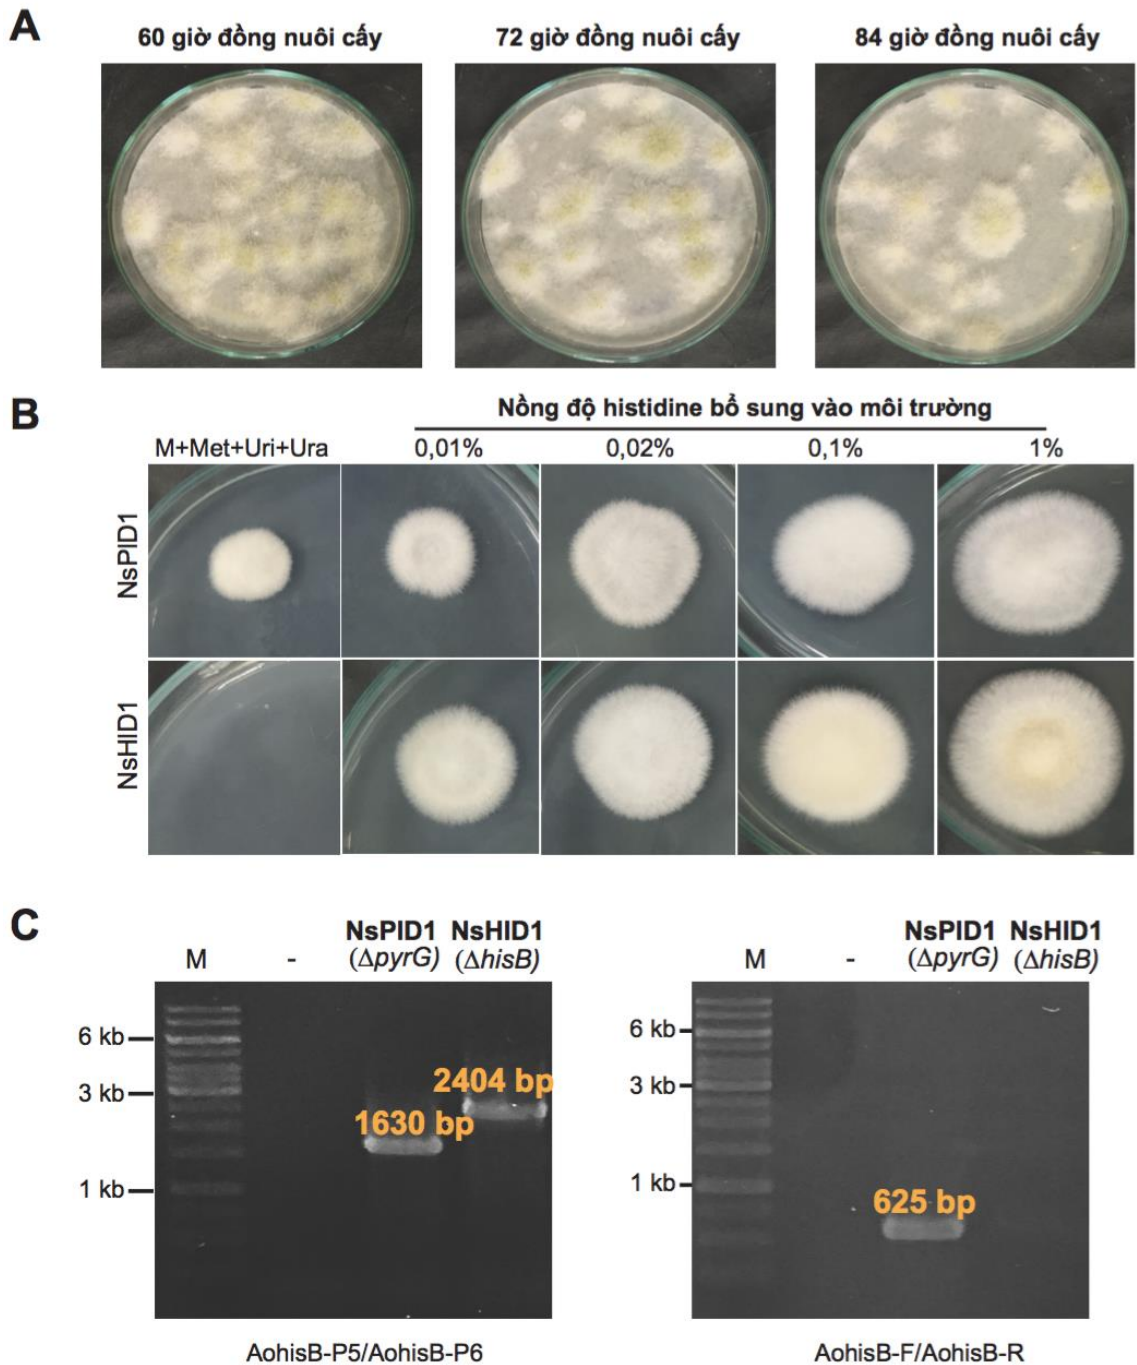 A
60 giờ đồng nuôi cấy 72 giờ đồng nuôi cấy 84 giờ đồng nuôi cấy
B
Nồng độ histidine bổ sung vào môi trường
M+Met+Uri+Ura 0,01% 0,02% 0,1% 1%
NsPID1
NsHID1
C
NsPID1 NsHID1
M - (ΔpyrG) (ΔhisB)
6 kb
3 kb
2404 bp
1630 bp
1 kb
AohisB-P5/AohisB-P6
NsPID1 NsHID1
M - (ΔpyrG) (ΔhisB)
6 kb
3 kb
1 kb
625 bp
AohisB-F/AohisB-R